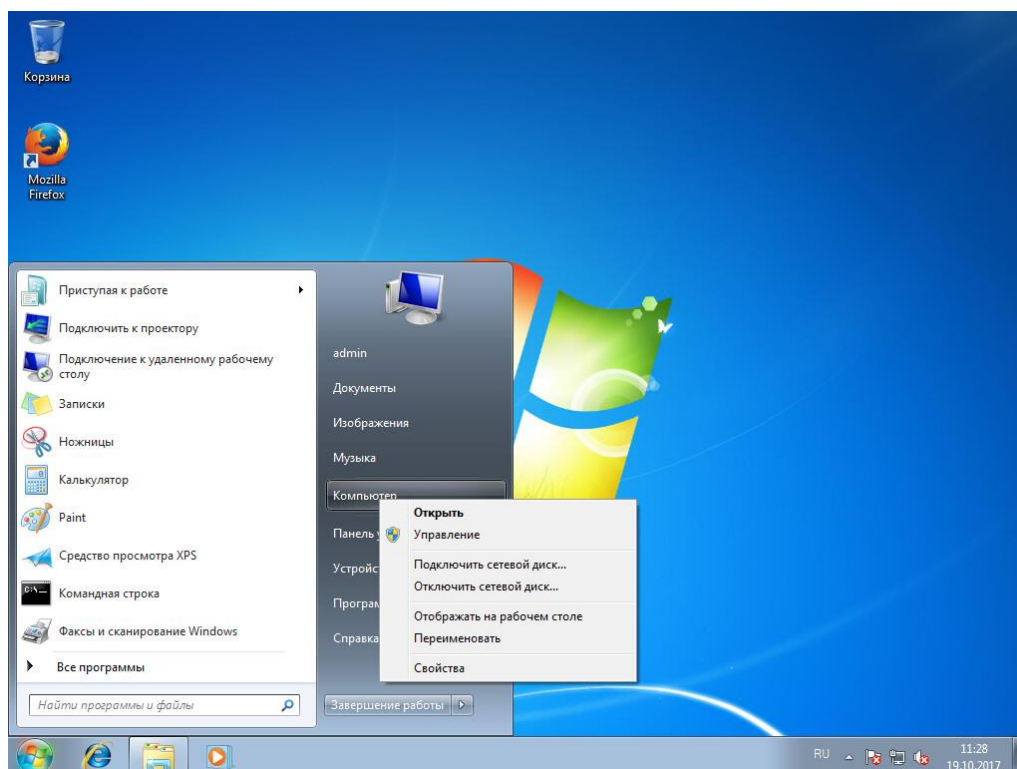 Корзина
Mozilla
Firefox
Приступая к работе
Подключить к проектору
Подключение к удаленному рабочему
столу
Записки
Ножницы
Калькулятор
Paint
Средство просмотра XPS
Командная строка
Факсы и сканирование Windows
Все программы
Найти программы и файлы
admin
Документы
Изображения
Музыка
Компьютер
Панель
Открыть
Управление
Подключить сетевой диск...
Отключить сетевой диск...
Отображать на рабочем столе
Переименовать
Свойства
Справка
Завершение работы
RU
11:28
19.10.2017